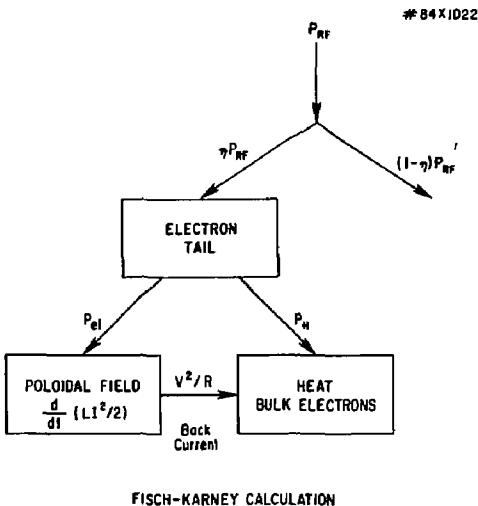 # 84X1D22
P_RF
ηP_RF
(1-η)P_RF'
ELECTRON
TAIL
P_el
P_H
POLOIDAL FIELD
d/dt (LI²/2)
V²/R
Back
Current
HEAT
BULK ELECTRONS
FISCH-KARNEY CALCULATION